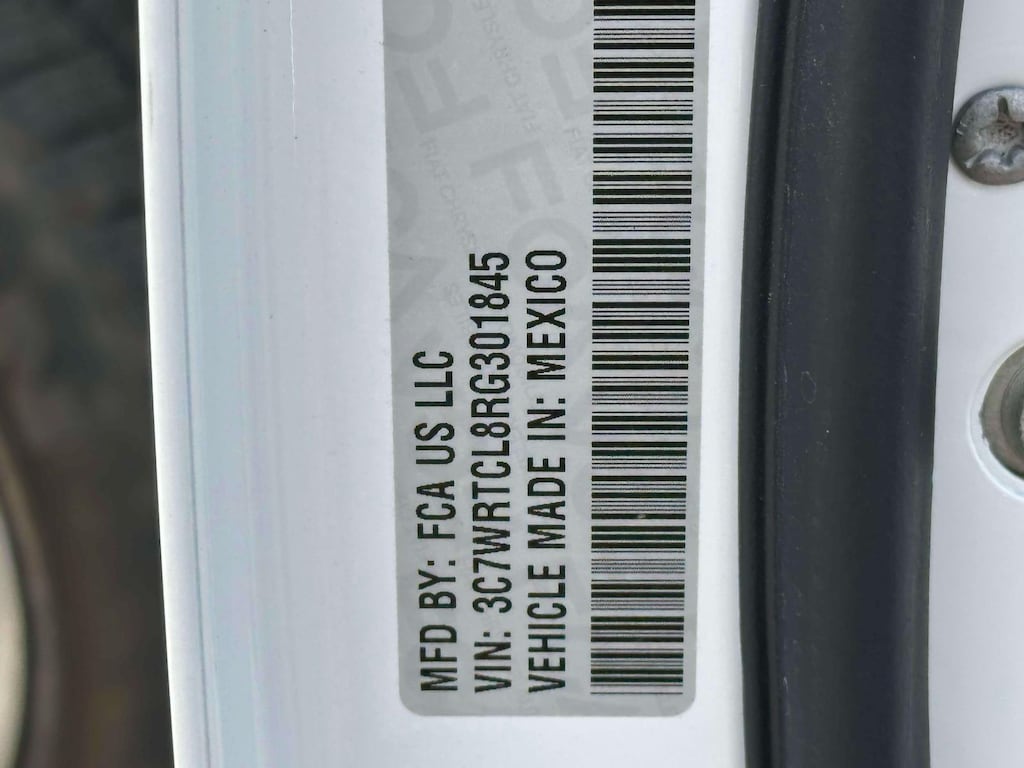 MFD BY: FCA US LLC
VIN: 3C7WRTCL8RG301845
VEHICLE MADE IN: MEXICO